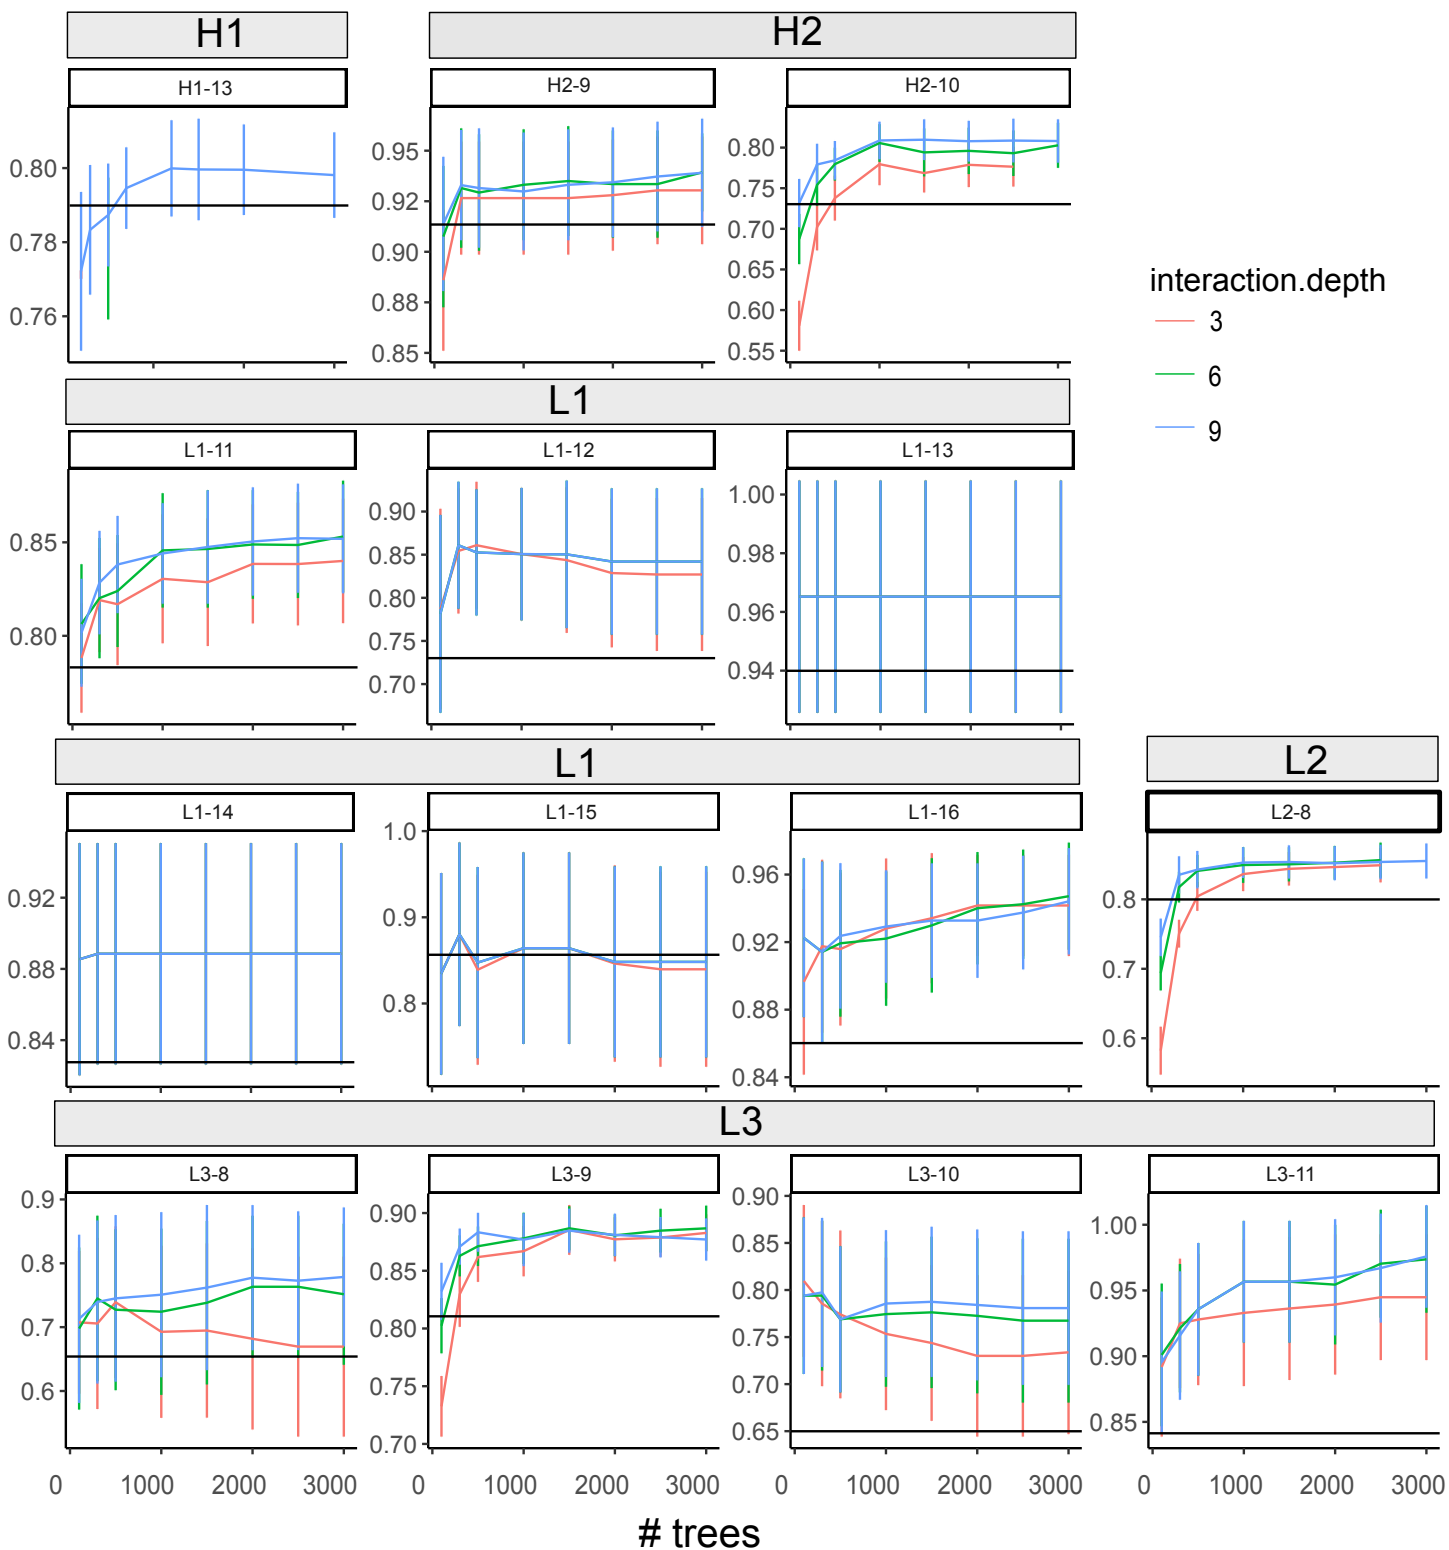 H1 H2
H1-13 H2-9 H2-10
0.80 0.78 0.76
0.95 0.92 0.90 0.88 0.85
0.80 0.75 0.70 0.65 0.60 0.55
interaction.depth
3
6
9
L1
L1-11 L1-12 L1-13
0.85 0.80
0.90 0.85 0.80 0.75 0.70
1.00 0.98 0.96 0.94
L1 L2
L1-14 L1-15 L1-16 L2-8
0.92 0.88 0.84
1.0 0.9 0.8
0.96 0.92 0.88 0.84
0.8 0.7 0.6
L3
L3-8 L3-9 L3-10 L3-11
0.9 0.8 0.7 0.6
0.90 0.85 0.80 0.75 0.70
0.90 0.85 0.80 0.75 0.70 0.65
1.00 0.95 0.90 0.85
0 1000 2000 3000 0 1000 2000 3000 0 1000 2000 3000 0 1000 2000 3000
# trees